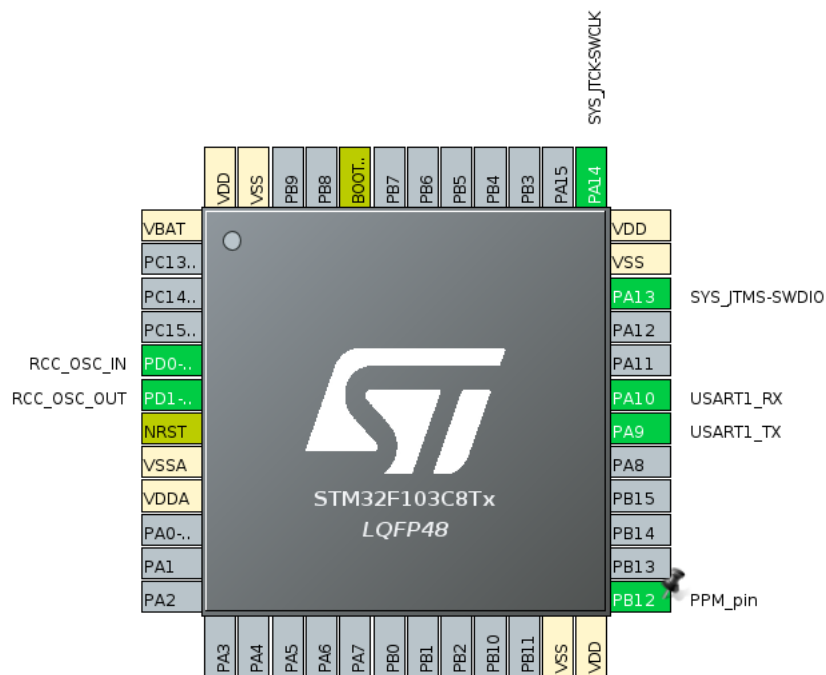 SYS_JTCK-SWCLK
VDD
VSS
PB9
PB8
BOOT..
PB7
PB6
PB5
PB4
PB3
PA15
PA14
VBAT
PC13..
PC14..
PC15..
RCC_OSC_IN PD0-..
RCC_OSC_OUT PD1-..
NRST
VSSA
VDDA
PA0-..
PA1
PA2
ST
STM32F103C8Tx
LQFP48
VDD
VSS
PA13 SYS_JTMS-SWDIO
PA12
PA11
PA10 USART1_RX
PA9 USART1_TX
PA8
PB15
PB14
PB13
PB12 PPM_pin
PA3
PA4
PA5
PA6
PA7
PB0
PB1
PB2
PB10
PB11
VSS
VDD